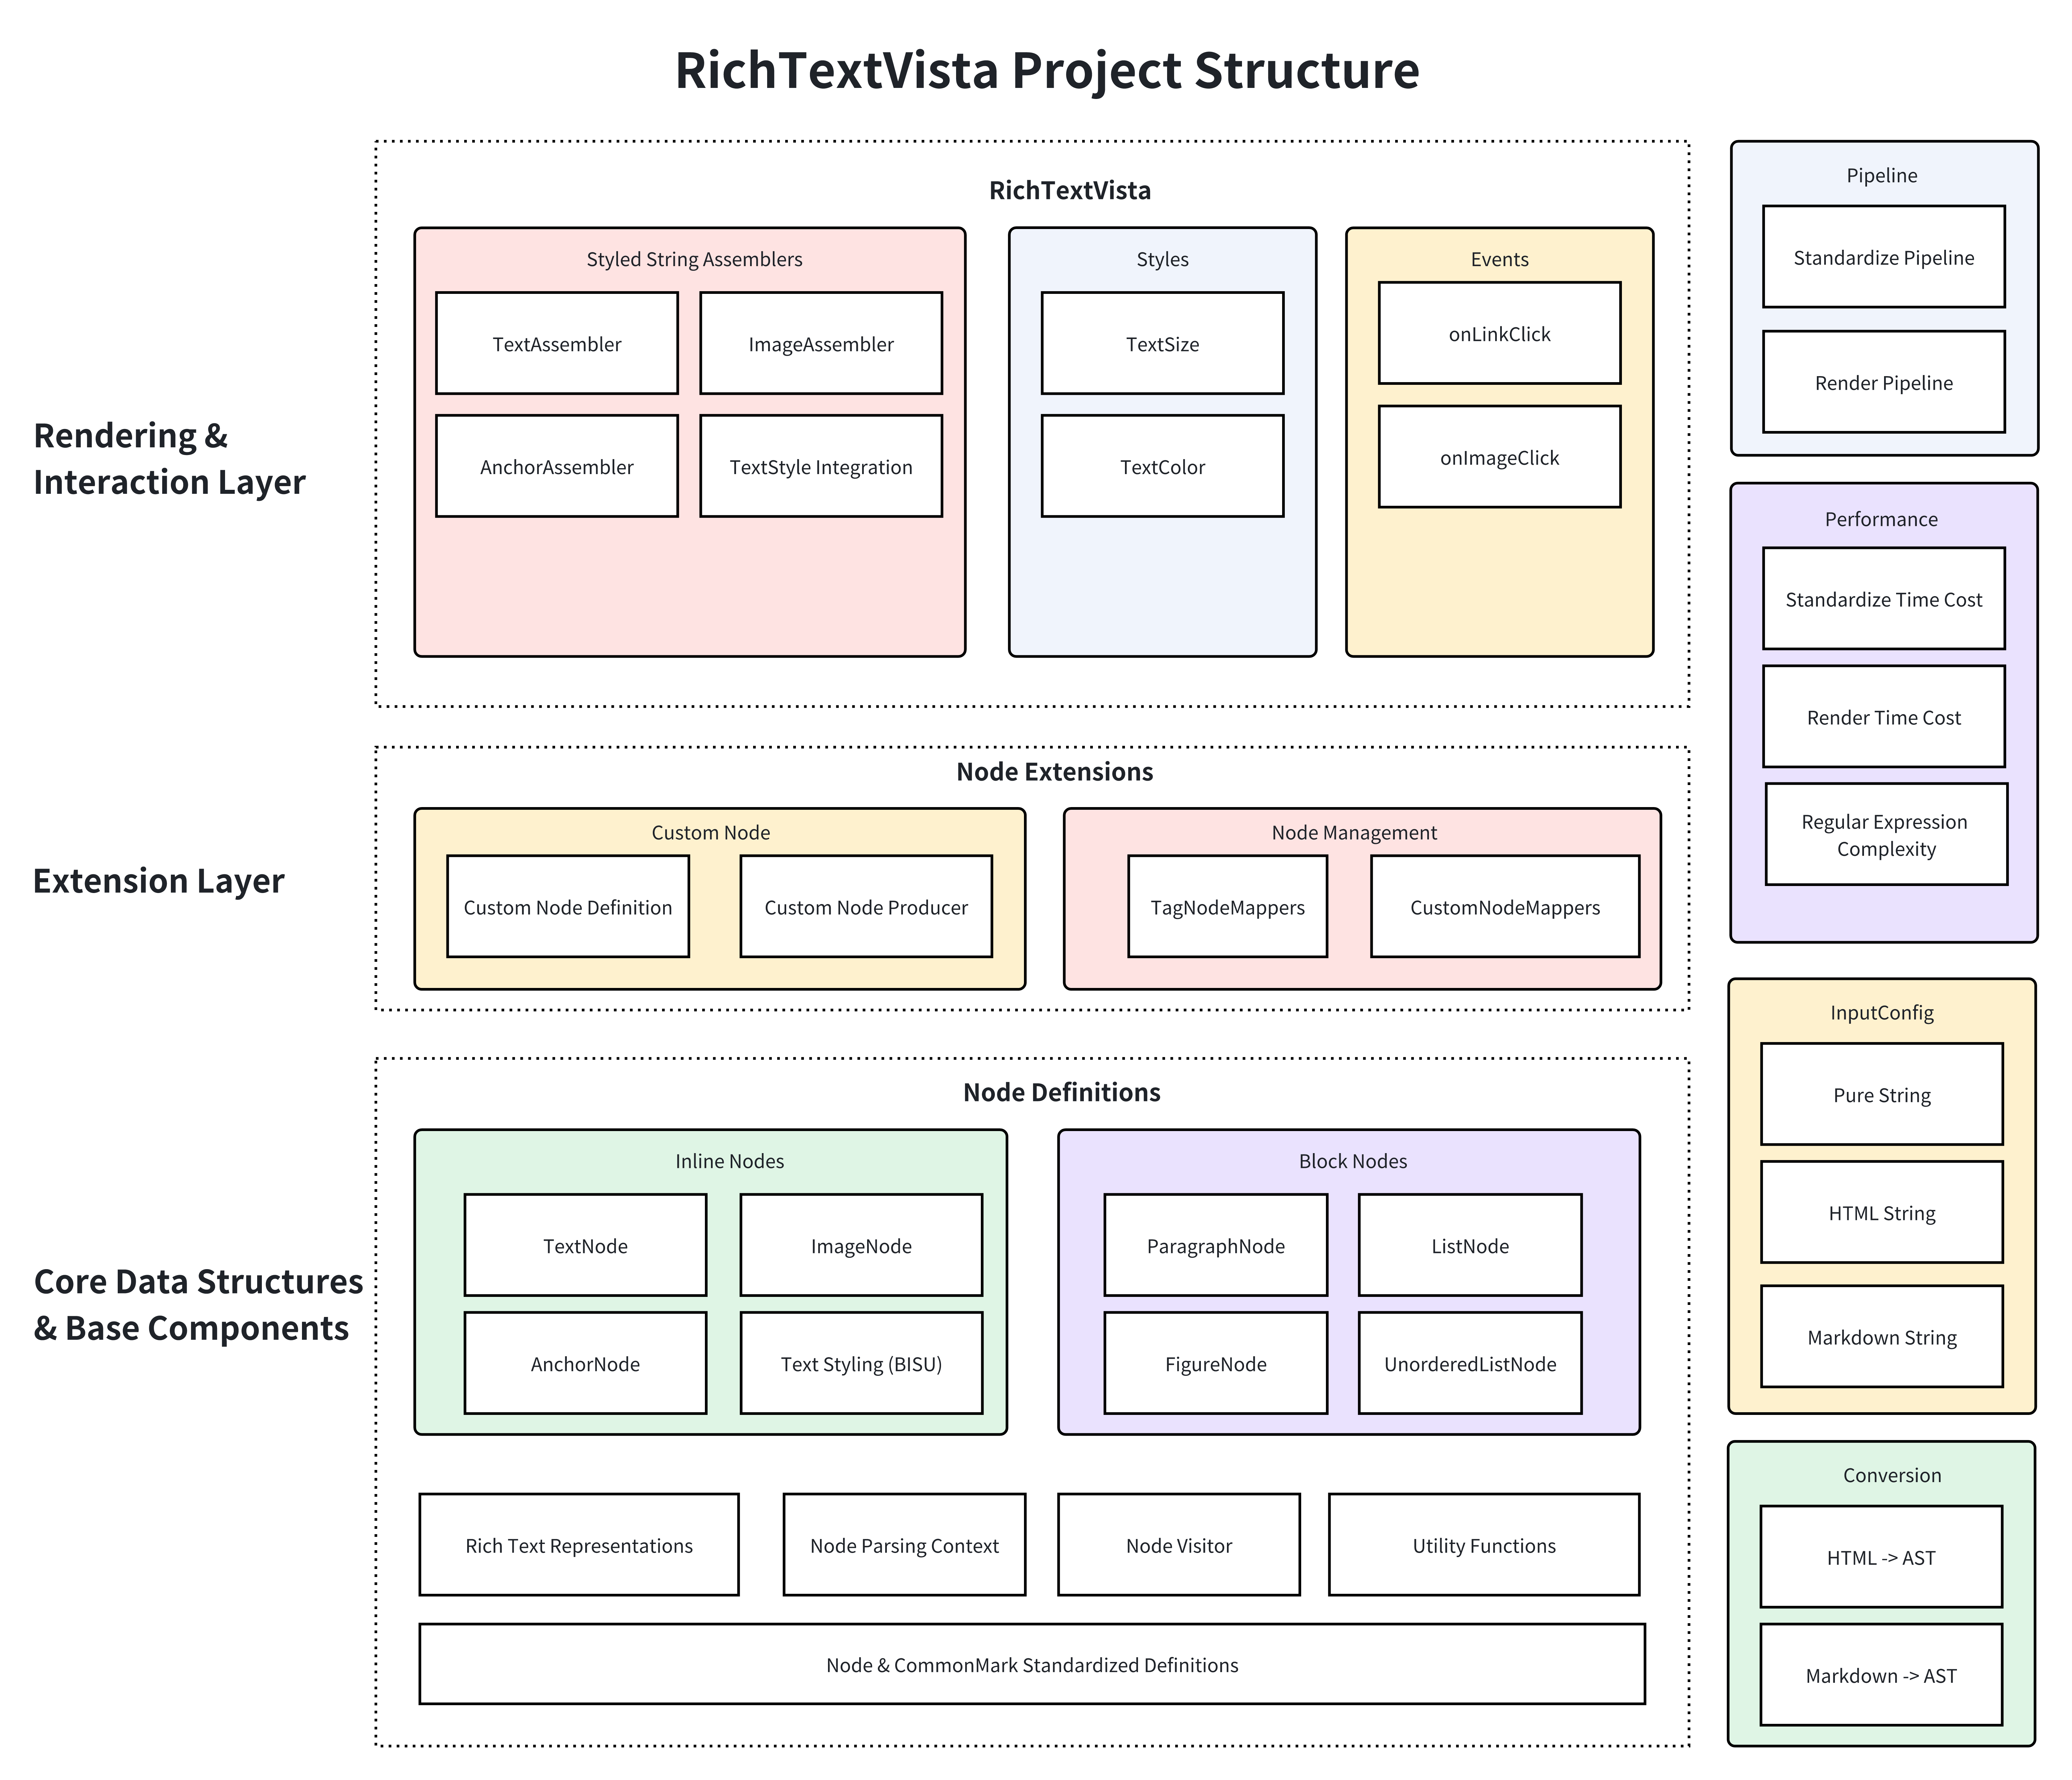 RichTextVista Project Structure
Rendering &
Interaction Layer
RichTextVista
Styled String Assemblers
TextAssembler
ImageAssembler
AnchorAssembler
TextStyle Integration
Styles
TextSize
TextColor
Events
onLinkClick
onImageClick
Extension Layer
Node Extensions
Custom Node
Custom Node Definition
Custom Node Producer
Node Management
TagNodeMappers
CustomNodeMappers
Core Data Structures
& Base Components
Node Definitions
Inline Nodes
TextNode
ImageNode
AnchorNode
Text Styling (BISU)
Block Nodes
ParagraphNode
ListNode
FigureNode
UnorderedListNode
Rich Text Representations
Node Parsing Context
Node Visitor
Utility Functions
Node & CommonMark Standardized Definitions
Pipeline
Standardize Pipeline
Render Pipeline
Performance
Standardize Time Cost
Render Time Cost
Regular Expression
Complexity
InputConfig
Pure String
HTML String
Markdown String
Conversion
HTML -> AST
Markdown -> AST